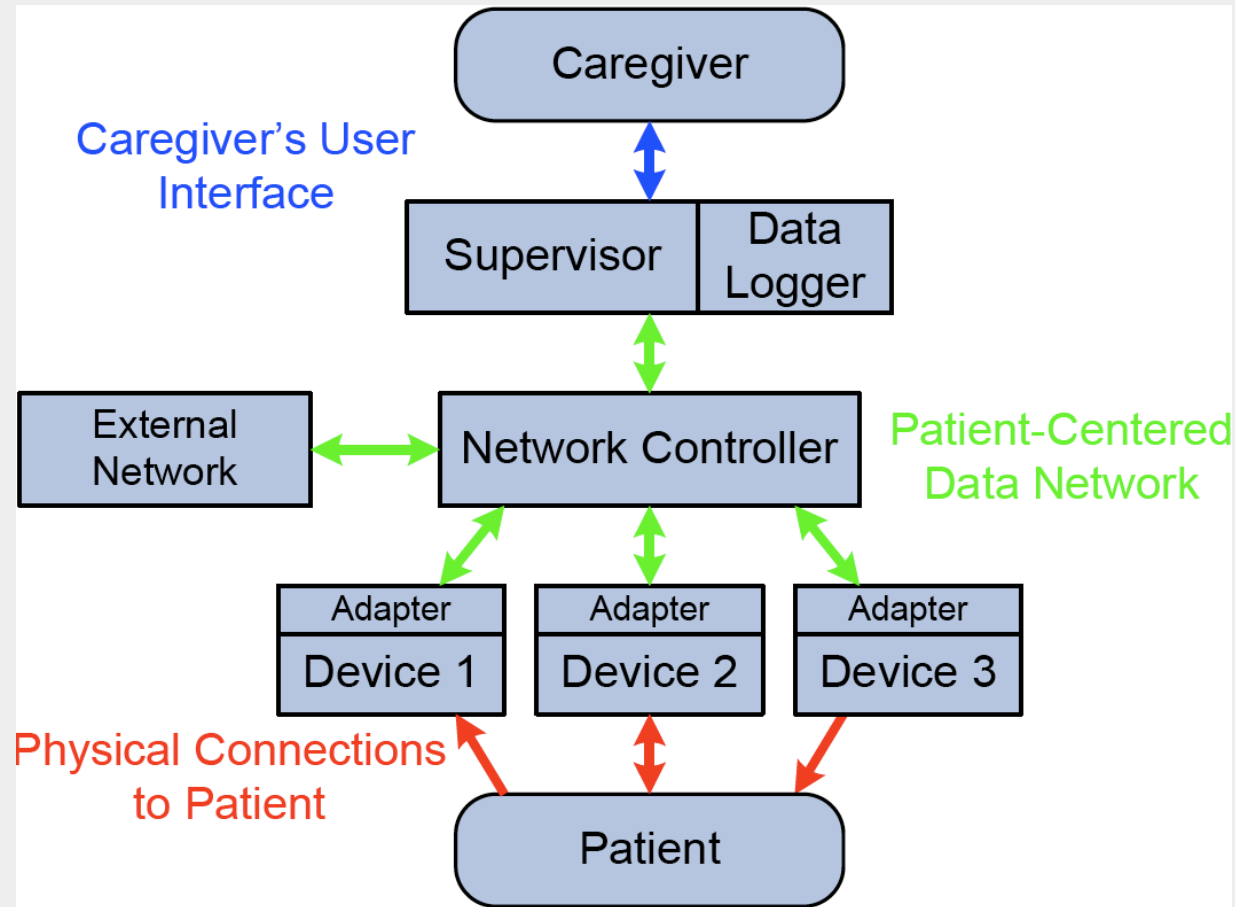 Caregiver
Caregiver’s User
Interface
Supervisor
Data
Logger
External
Network
Network Controller
Patient-Centered
Data Network
Adapter
Device 1
Adapter
Device 2
Adapter
Device 3
Physical Connections
to Patient
Patient